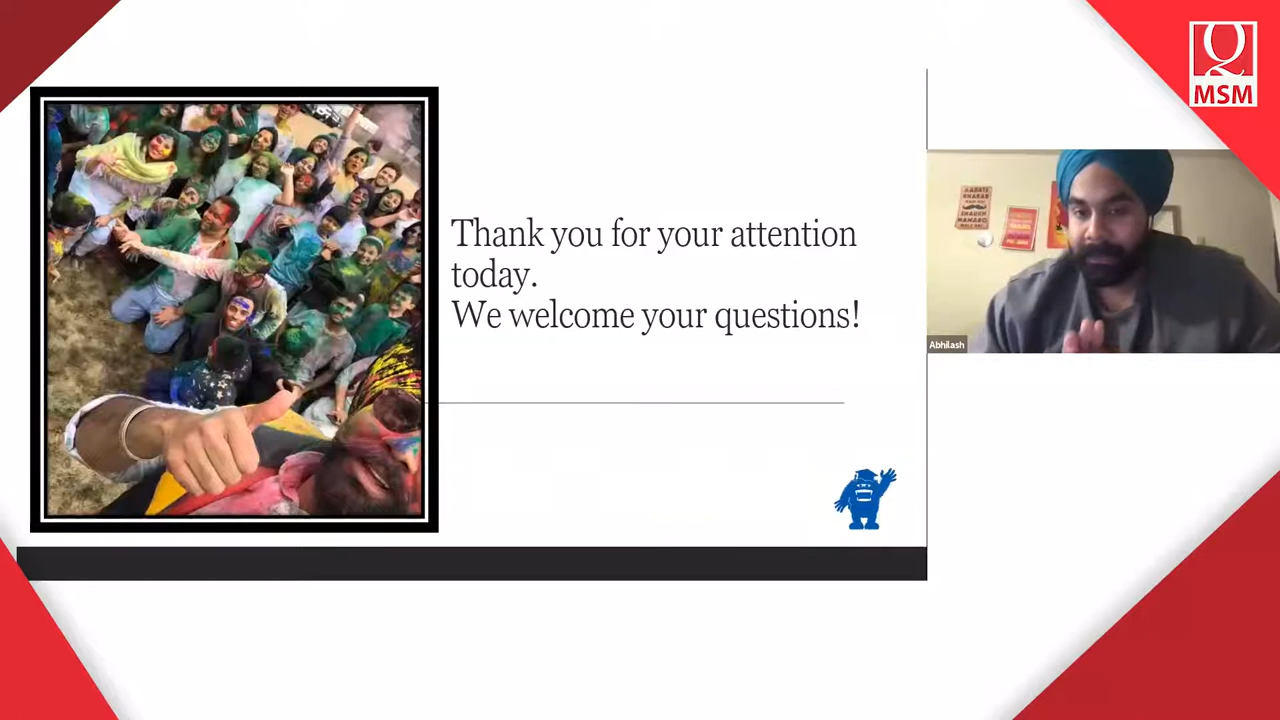 Thank you for your attention
today.
We welcome your questions!
MSM
Abhilash